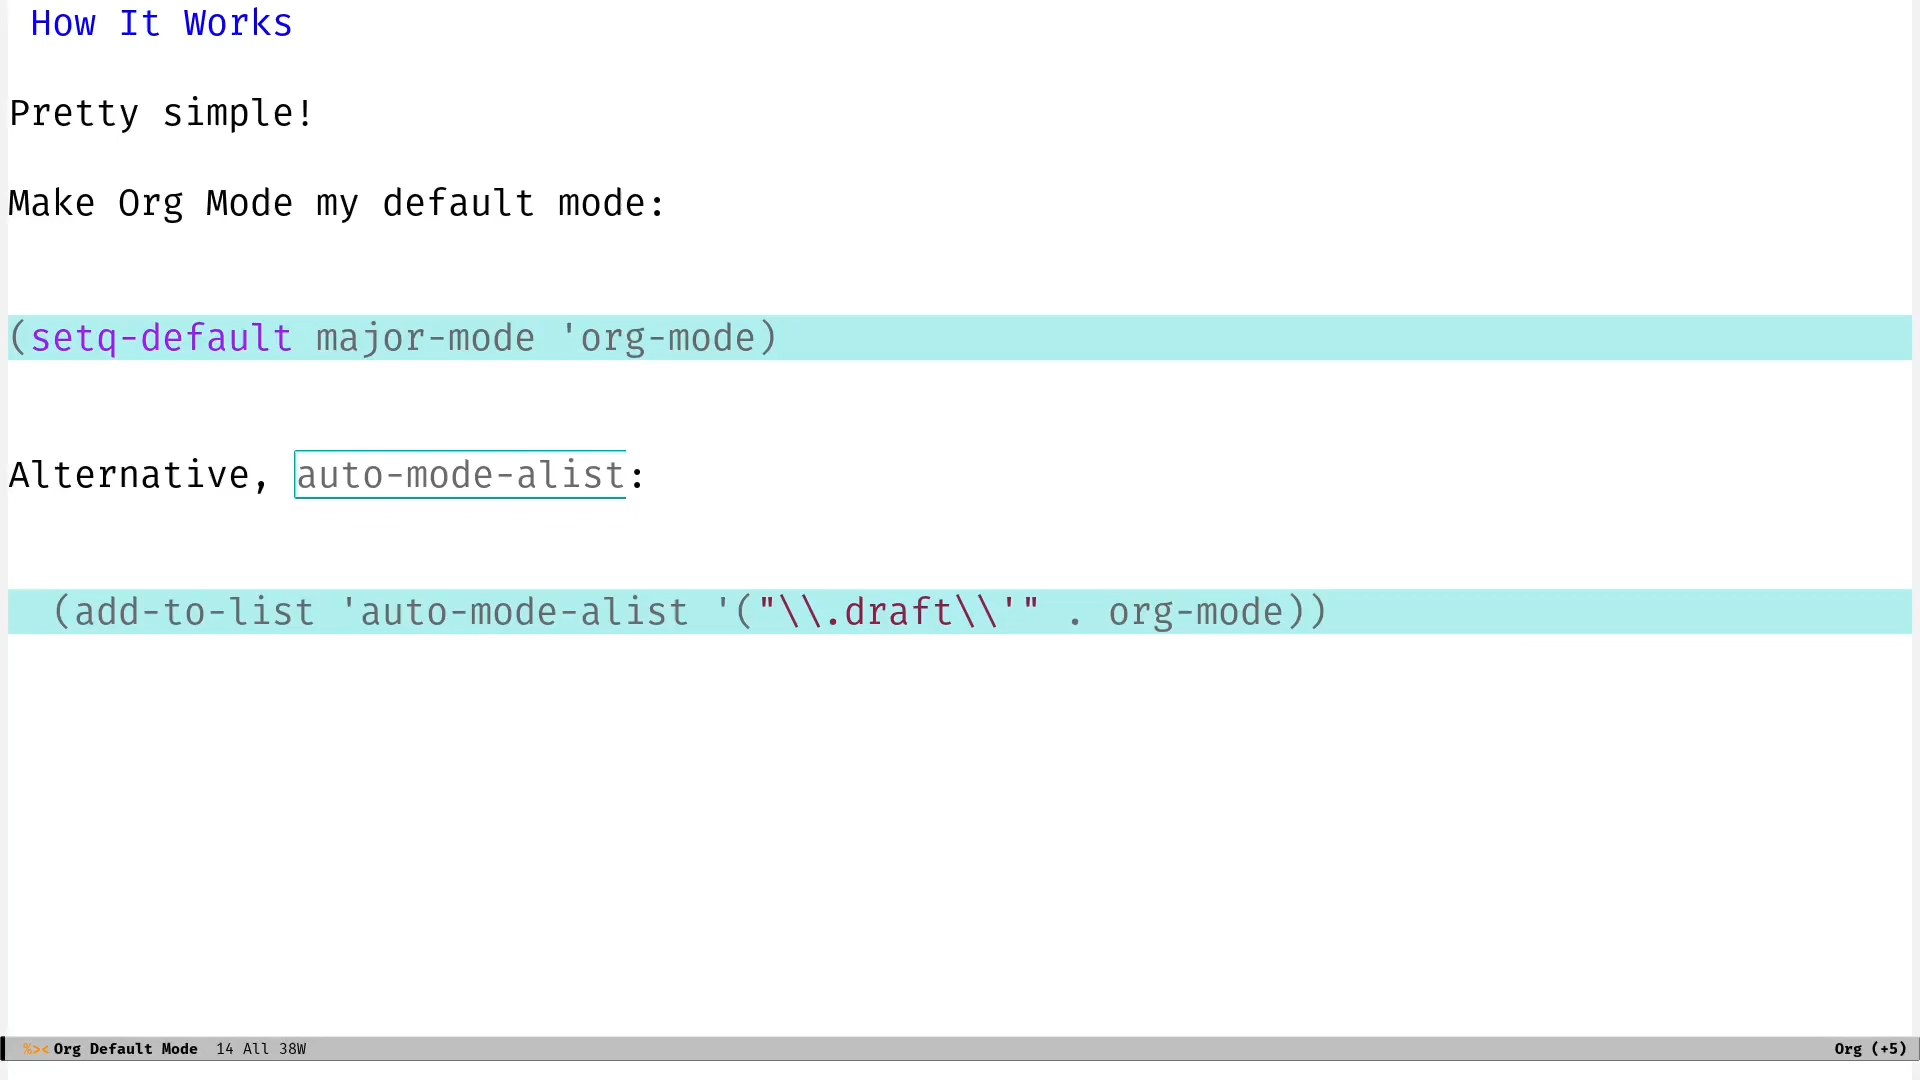 How It Works
Pretty simple!
Make Org Mode my default mode:
(setq-default major-mode 'org-mode)
Alternative, auto-mode-alist:
(add-to-list 'auto-mode-alist '("\\.draft\\'" . org-mode))
%>< Org Default Mode 14 All 38W Org (+5)